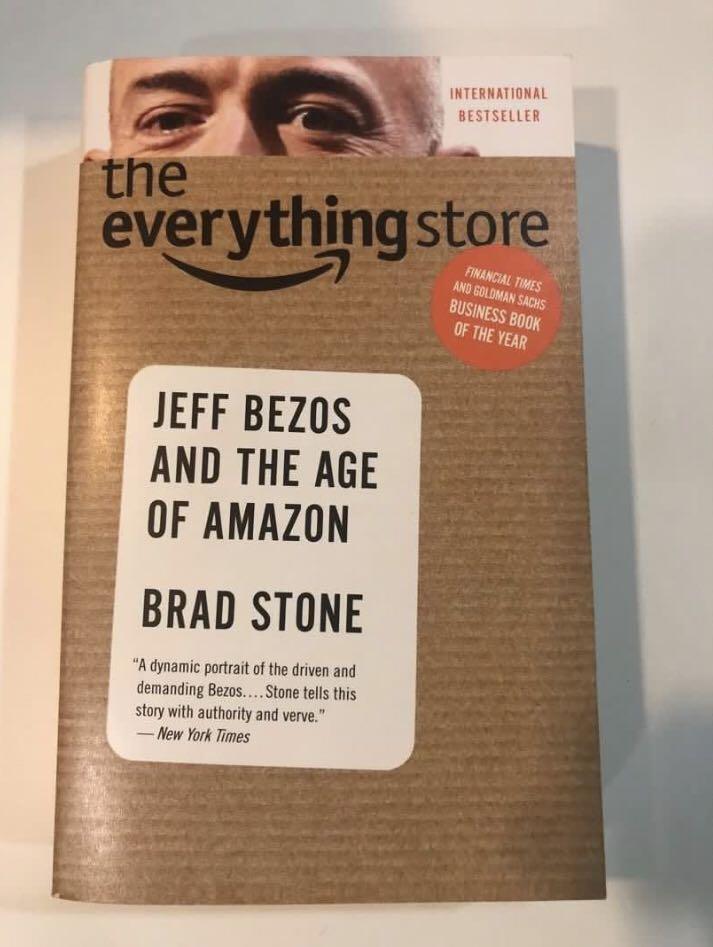 INTERNATIONAL
BESTSELLER
the
everythingstore
FINANCIAL TIMES
AND GOLDMAN SACHS
BUSINESS BOOK
OF THE YEAR
JEFF BEZOS
AND THE AGE
OF AMAZON
BRAD STONE
“A dynamic portrait of the driven and
demanding Bezos.... Stone tells this
story with authority and verve.”
— New York Times